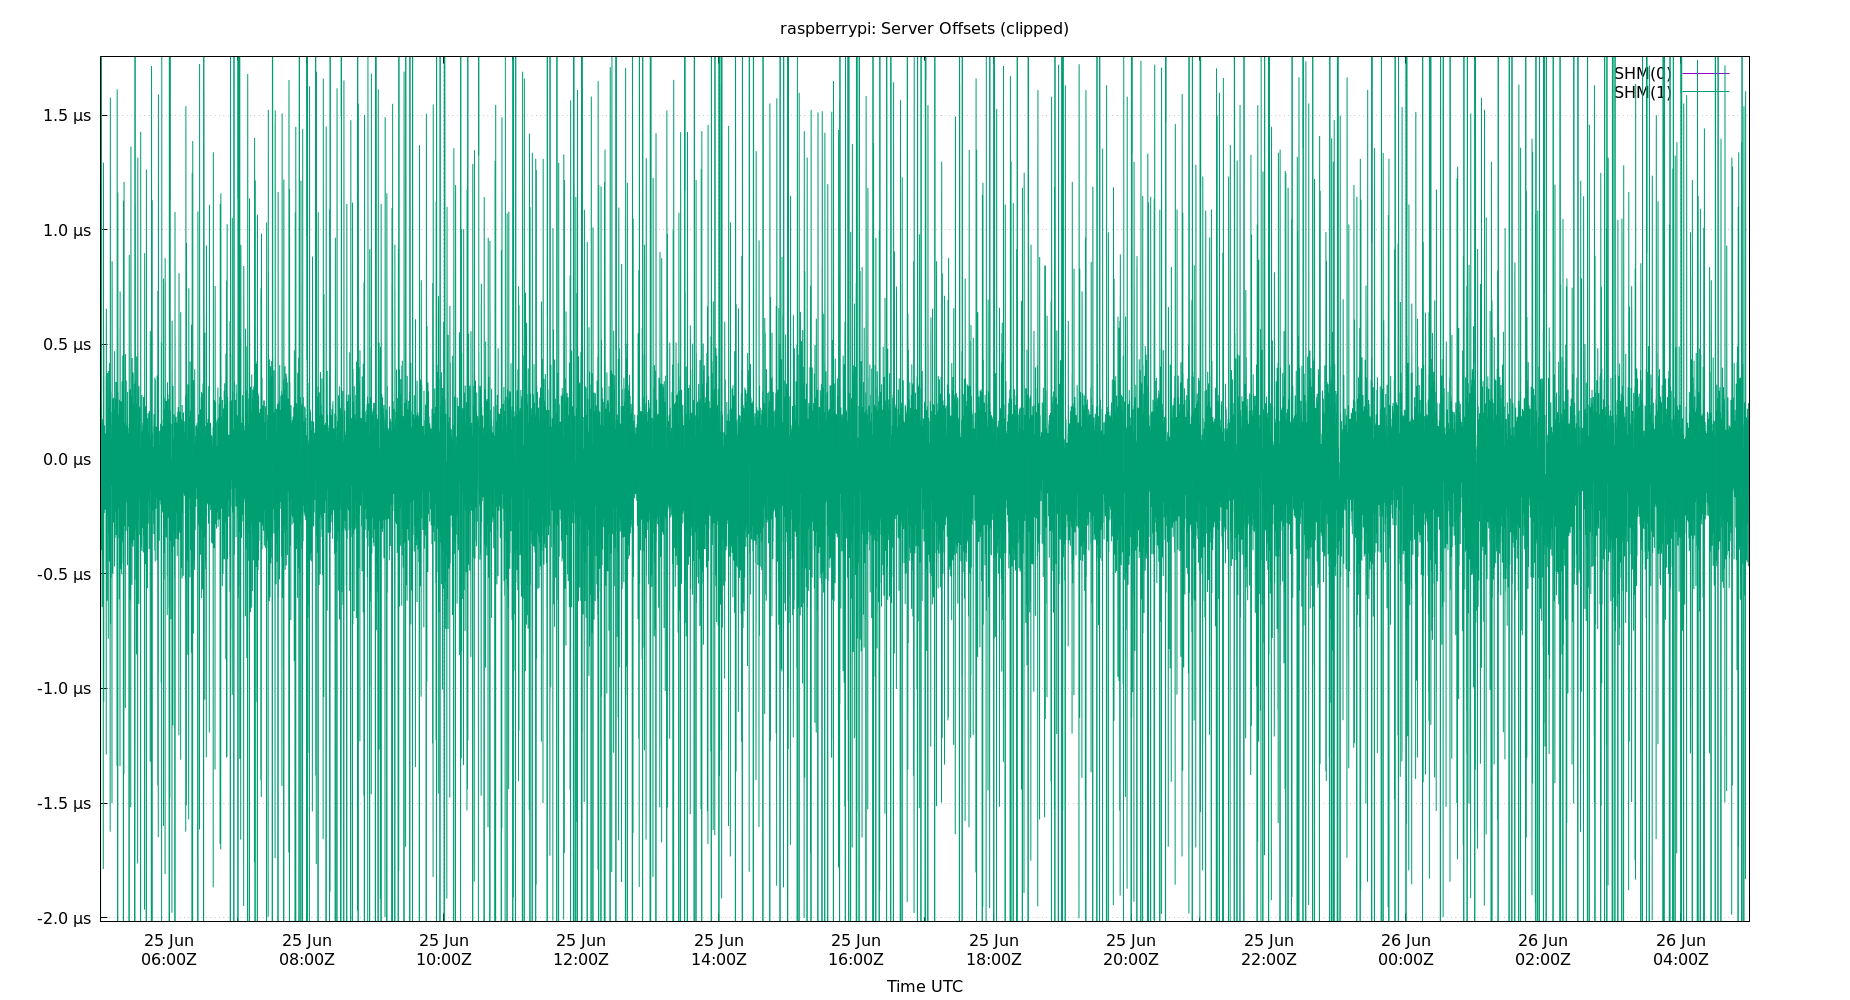 raspberrypi: Server Offsets (clipped)
SHM(0)
SHM(1)
1.5 µs
1.0 µs
0.5 µs
0.0 µs
-0.5 µs
-1.0 µs
-1.5 µs
-2.0 µs
25 Jun 25 Jun 25 Jun 25 Jun 25 Jun 25 Jun 25 Jun 25 Jun 25 Jun 26 Jun 26 Jun 26 Jun
06:00Z 08:00Z 10:00Z 12:00Z 14:00Z 16:00Z 18:00Z 20:00Z 22:00Z 00:00Z 02:00Z 04:00Z
Time UTC